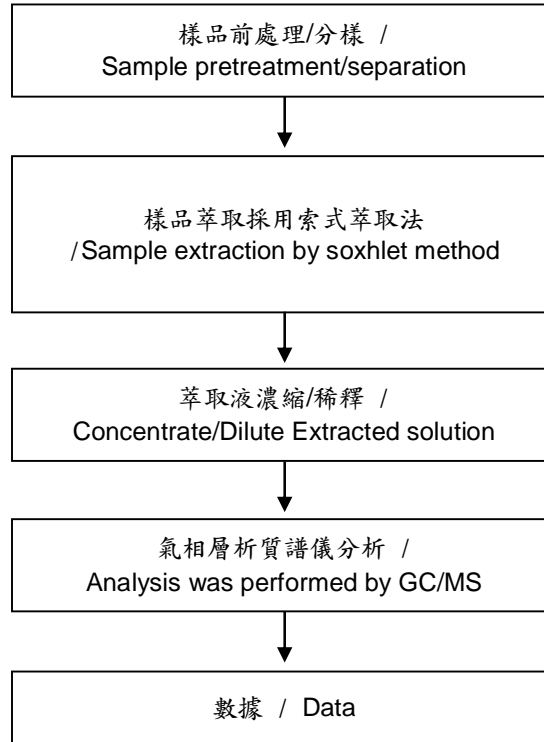 樣品前處理/分樣 /
Sample pretreatment/separation
樣品萃取採用索式萃取法
/Sample extraction by soxhlet method
萃取液濃縮/稀釋 /
Concentrate/Dilute Extracted solution
氣相層析質譜儀分析 /
Analysis was performed by GC/MS
數據 / Data